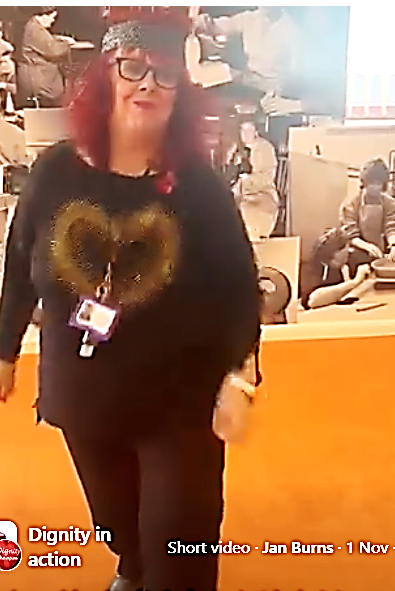 Dignity in
action
Short video · Jan Burns · 1 Nov ·